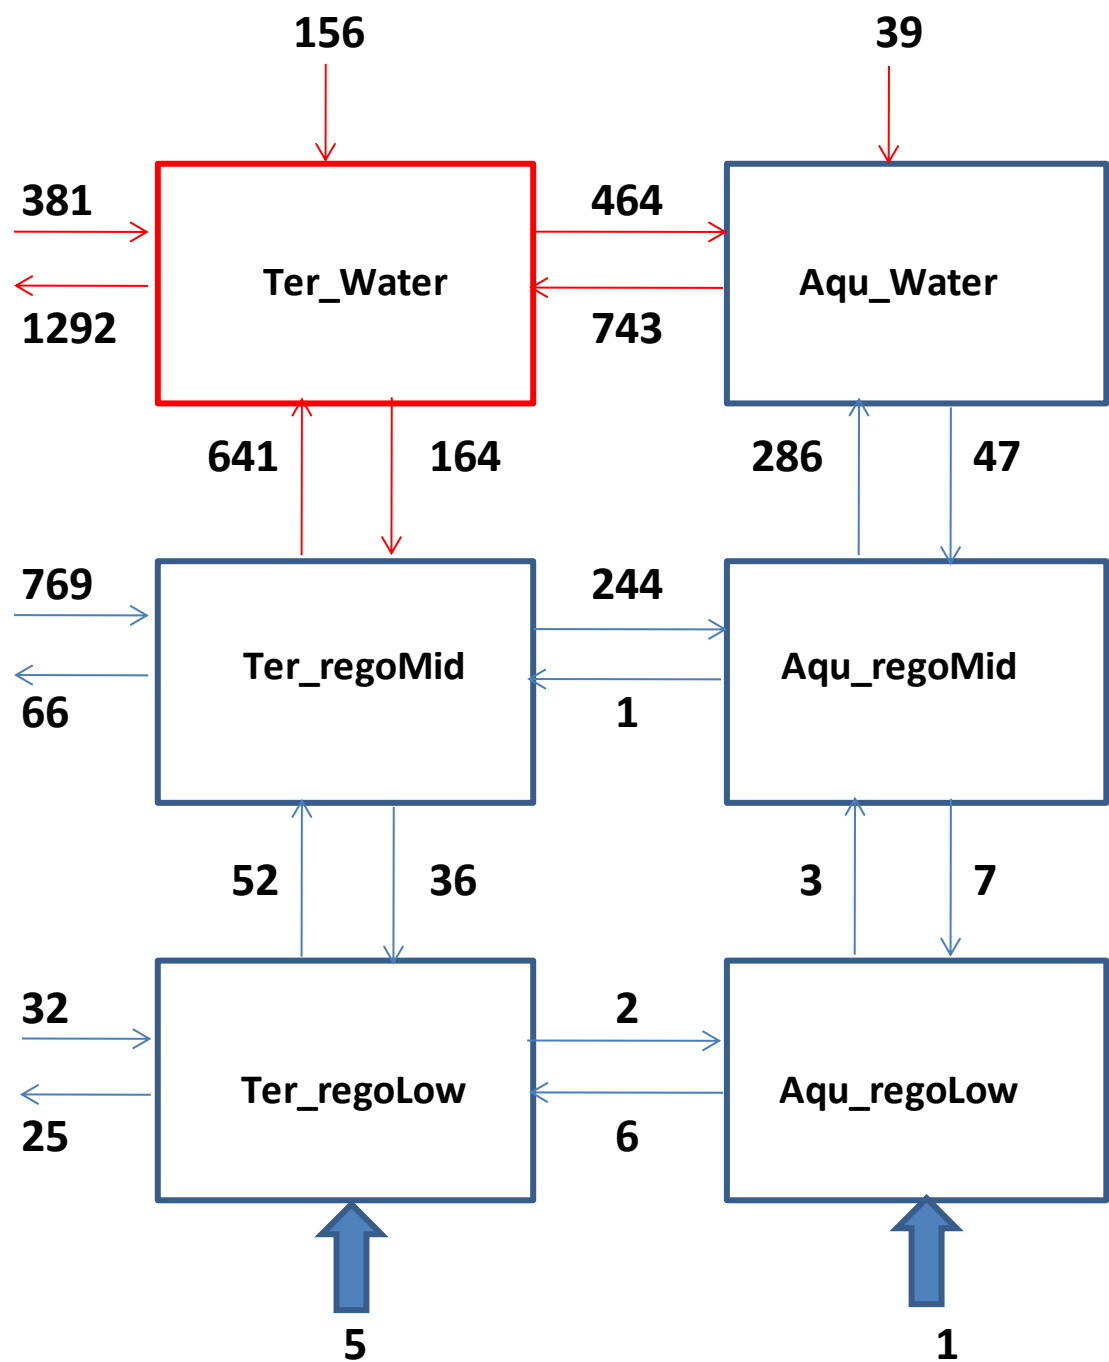 156 39
381 464
Ter_Water Aqu_Water
1292 743
641 164 286 47
769 244
Ter_regoMid Aqu_regoMid
66 1
52 36 3 7
32 2
Ter_regoLow Aqu_regoLow
25 6
5 1